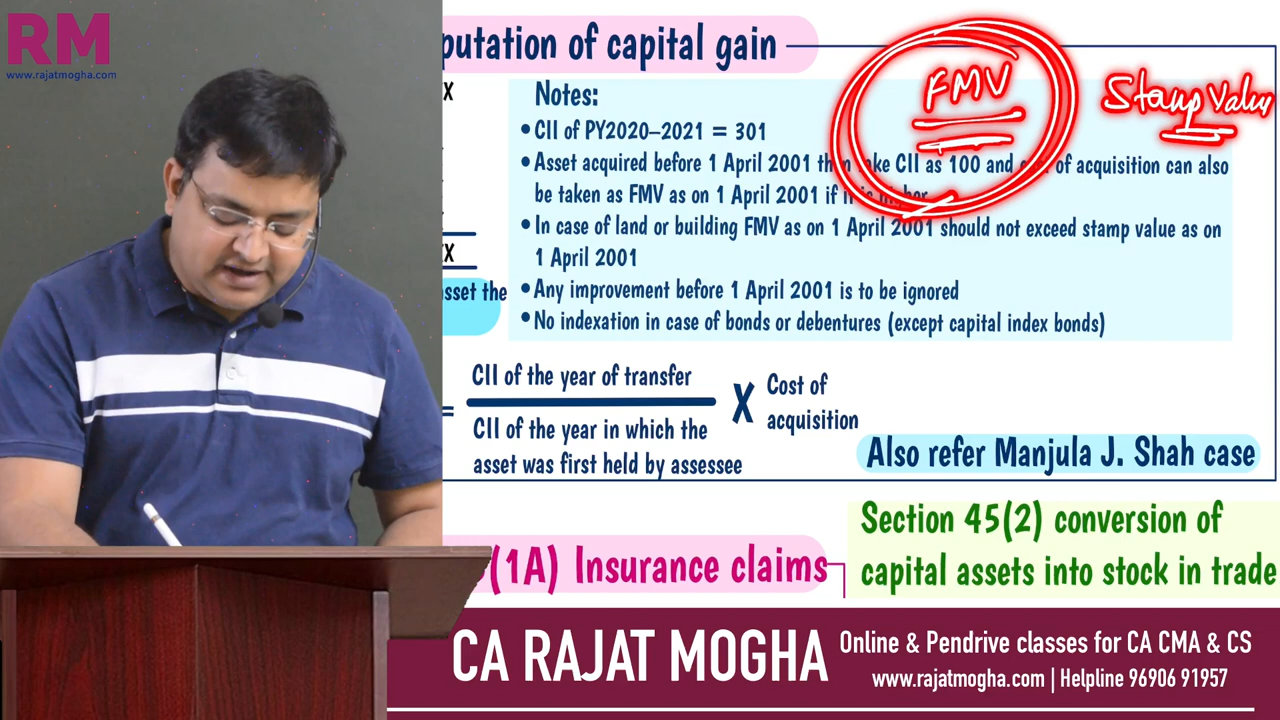 RM
www.rajatmogha.com
putation of capital gain
FMV
Stamp Value
X
Notes:
• CII of PY2020–2021 = 301
• Asset acquired before 1 April 2001 then take CII as 100 and of acquisition can also
be taken as FMV as on 1 April 2001 if it is higher
• In case of land or building FMV as on 1 April 2001 should not exceed stamp value as on
1 April 2001
XX
asset the
• Any improvement before 1 April 2001 is to be ignored
• No indexation in case of bonds or debentures (except capital index bonds)
= CII of the year of transfer
CII of the year in which the
asset was first held by assessee
X Cost of
acquisition
Also refer Manjula J. Shah case
(1A) Insurance claims
Section 45(2) conversion of
capital assets into stock in trade
CA RAJAT MOGHA
Online & Pendrive classes for CA CMA & CS
www.rajatmogha.com | Helpline 96906 91957